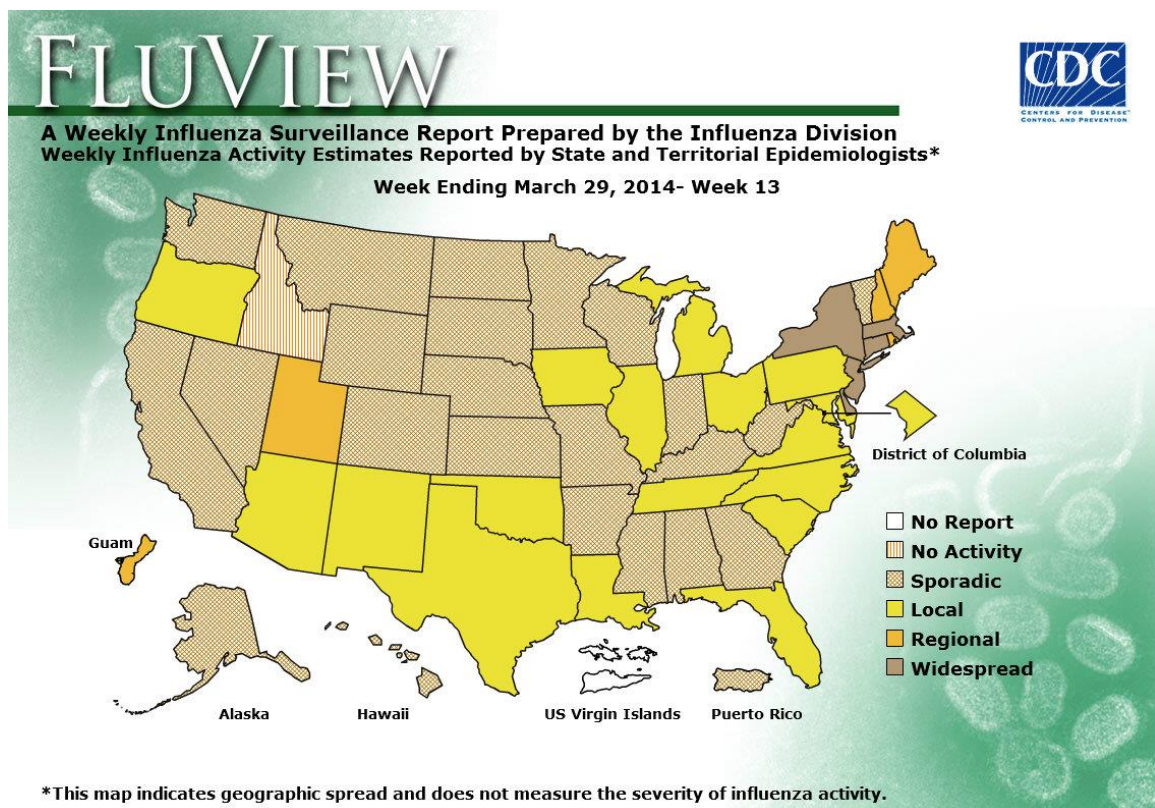 FLUVIEW
CDC
CENTERS FOR DISEASE™
CONTROL AND PREVENTION
A Weekly Influenza Surveillance Report Prepared by the Influenza Division
Weekly Influenza Activity Estimates Reported by State and Territorial Epidemiologists*
Week Ending March 29, 2014- Week 13
District of Columbia
No Report
No Activity
Sporadic
Local
Regional
Widespread
Guam
Alaska
Hawaii
US Virgin Islands
Puerto Rico
*This map indicates geographic spread and does not measure the severity of influenza activity.